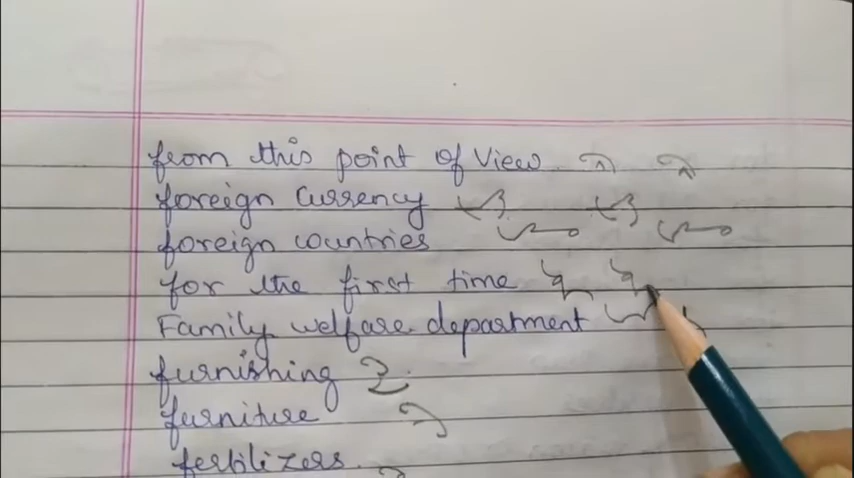 from this point of view
foreign currency
foreign countries
for the first time
Family welfare department
furnishing
furniture
fertilizers